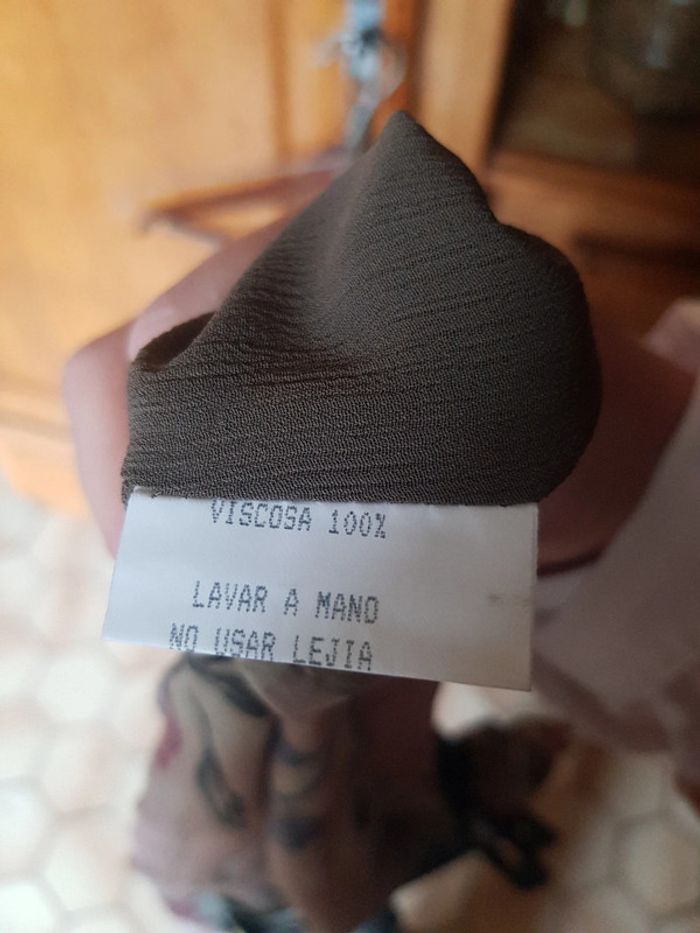 VISCOSA 100%
LAVAR A MANO
NO USAR LEJIA